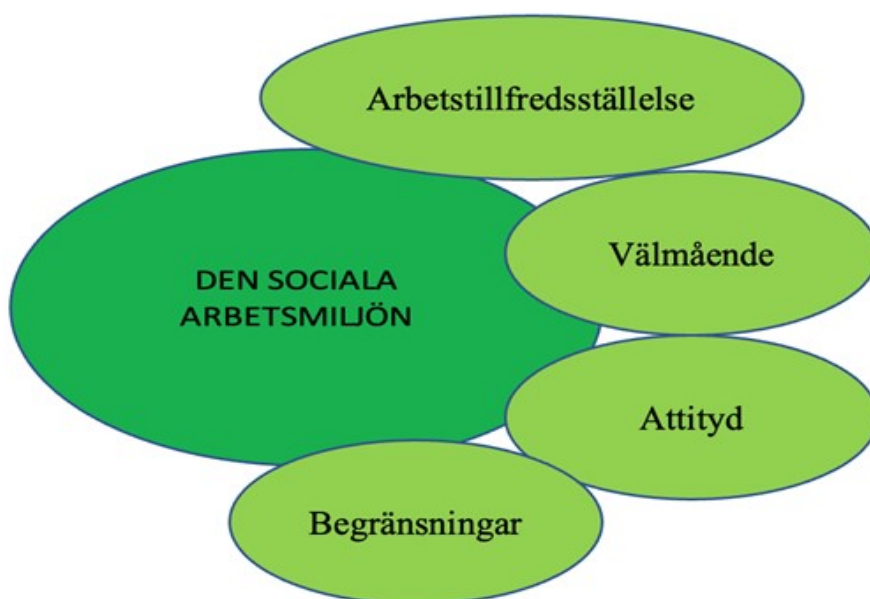 Arbetstillfredsställelse
DEN SOCIALA
ARBETSMILJÖN
Välmående
Attityd
Begränsningar